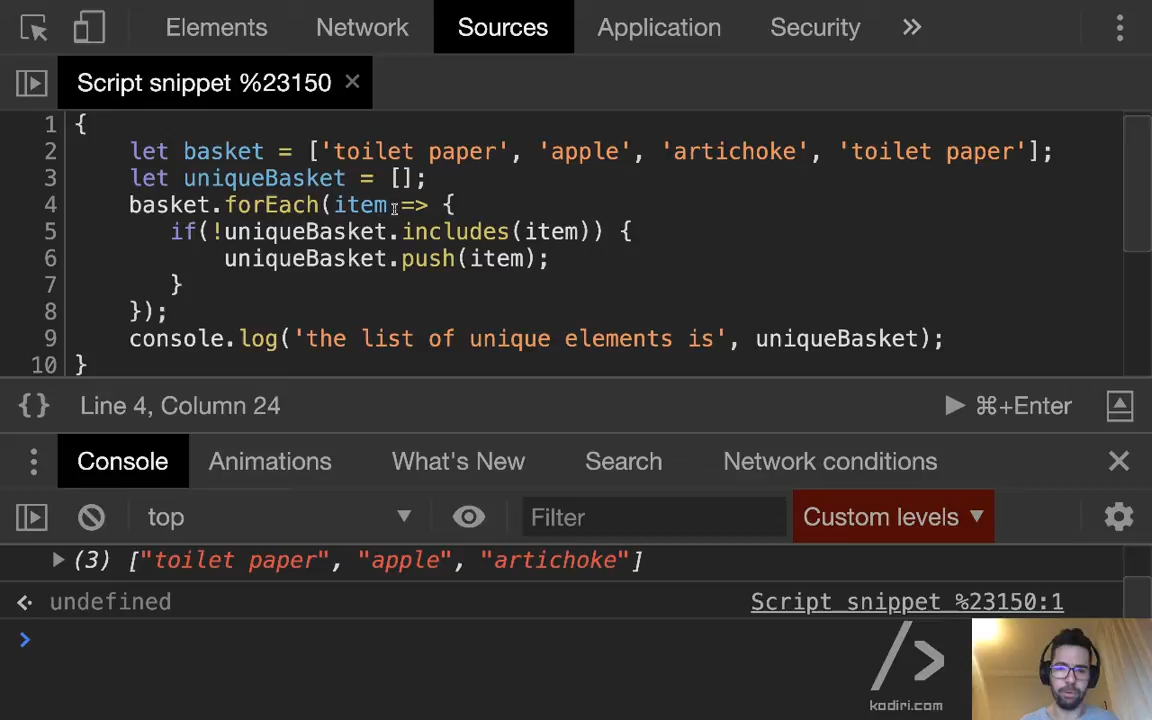 Elements Network Sources Application Security »
Script snippet %23150 ×
1 {
2 let basket = ['toilet paper', 'apple', 'artichoke', 'toilet paper'];
3 let uniqueBasket = [];
4 basket.forEach(item => {
5 if(!uniqueBasket.includes(item)) {
6 uniqueBasket.push(item);
7 }
8 });
9 console.log('the list of unique elements is', uniqueBasket);
10 }
{} Line 4, Column 24 ⌘+Enter
Console Animations What's New Search Network conditions
top Filter Custom levels
(3) ["toilet paper", "apple", "artichoke"]
undefined Script snippet %23150:1
kodiri.com